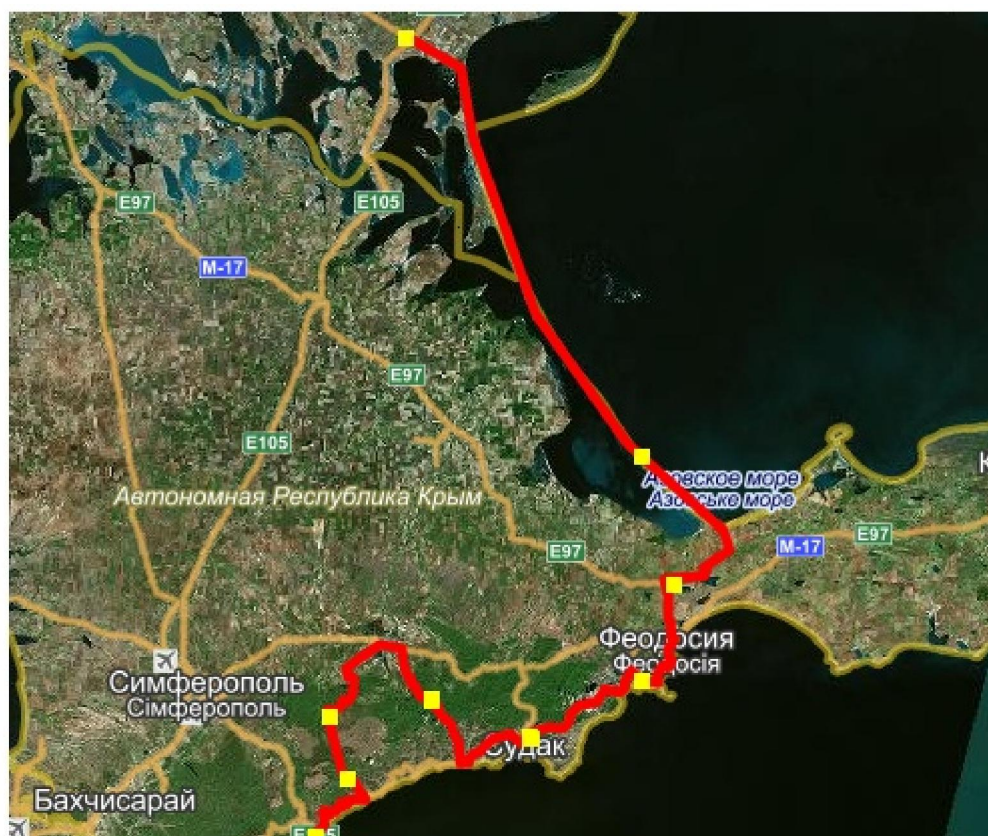 E97
E105
М-17
E97
E105
Автономная Республика Крым
Азовское море
Азовське море
E97
М-17
E97
Феодосия
Феодосія
Симферополь
Сімферополь
Судак
Бахчисарай